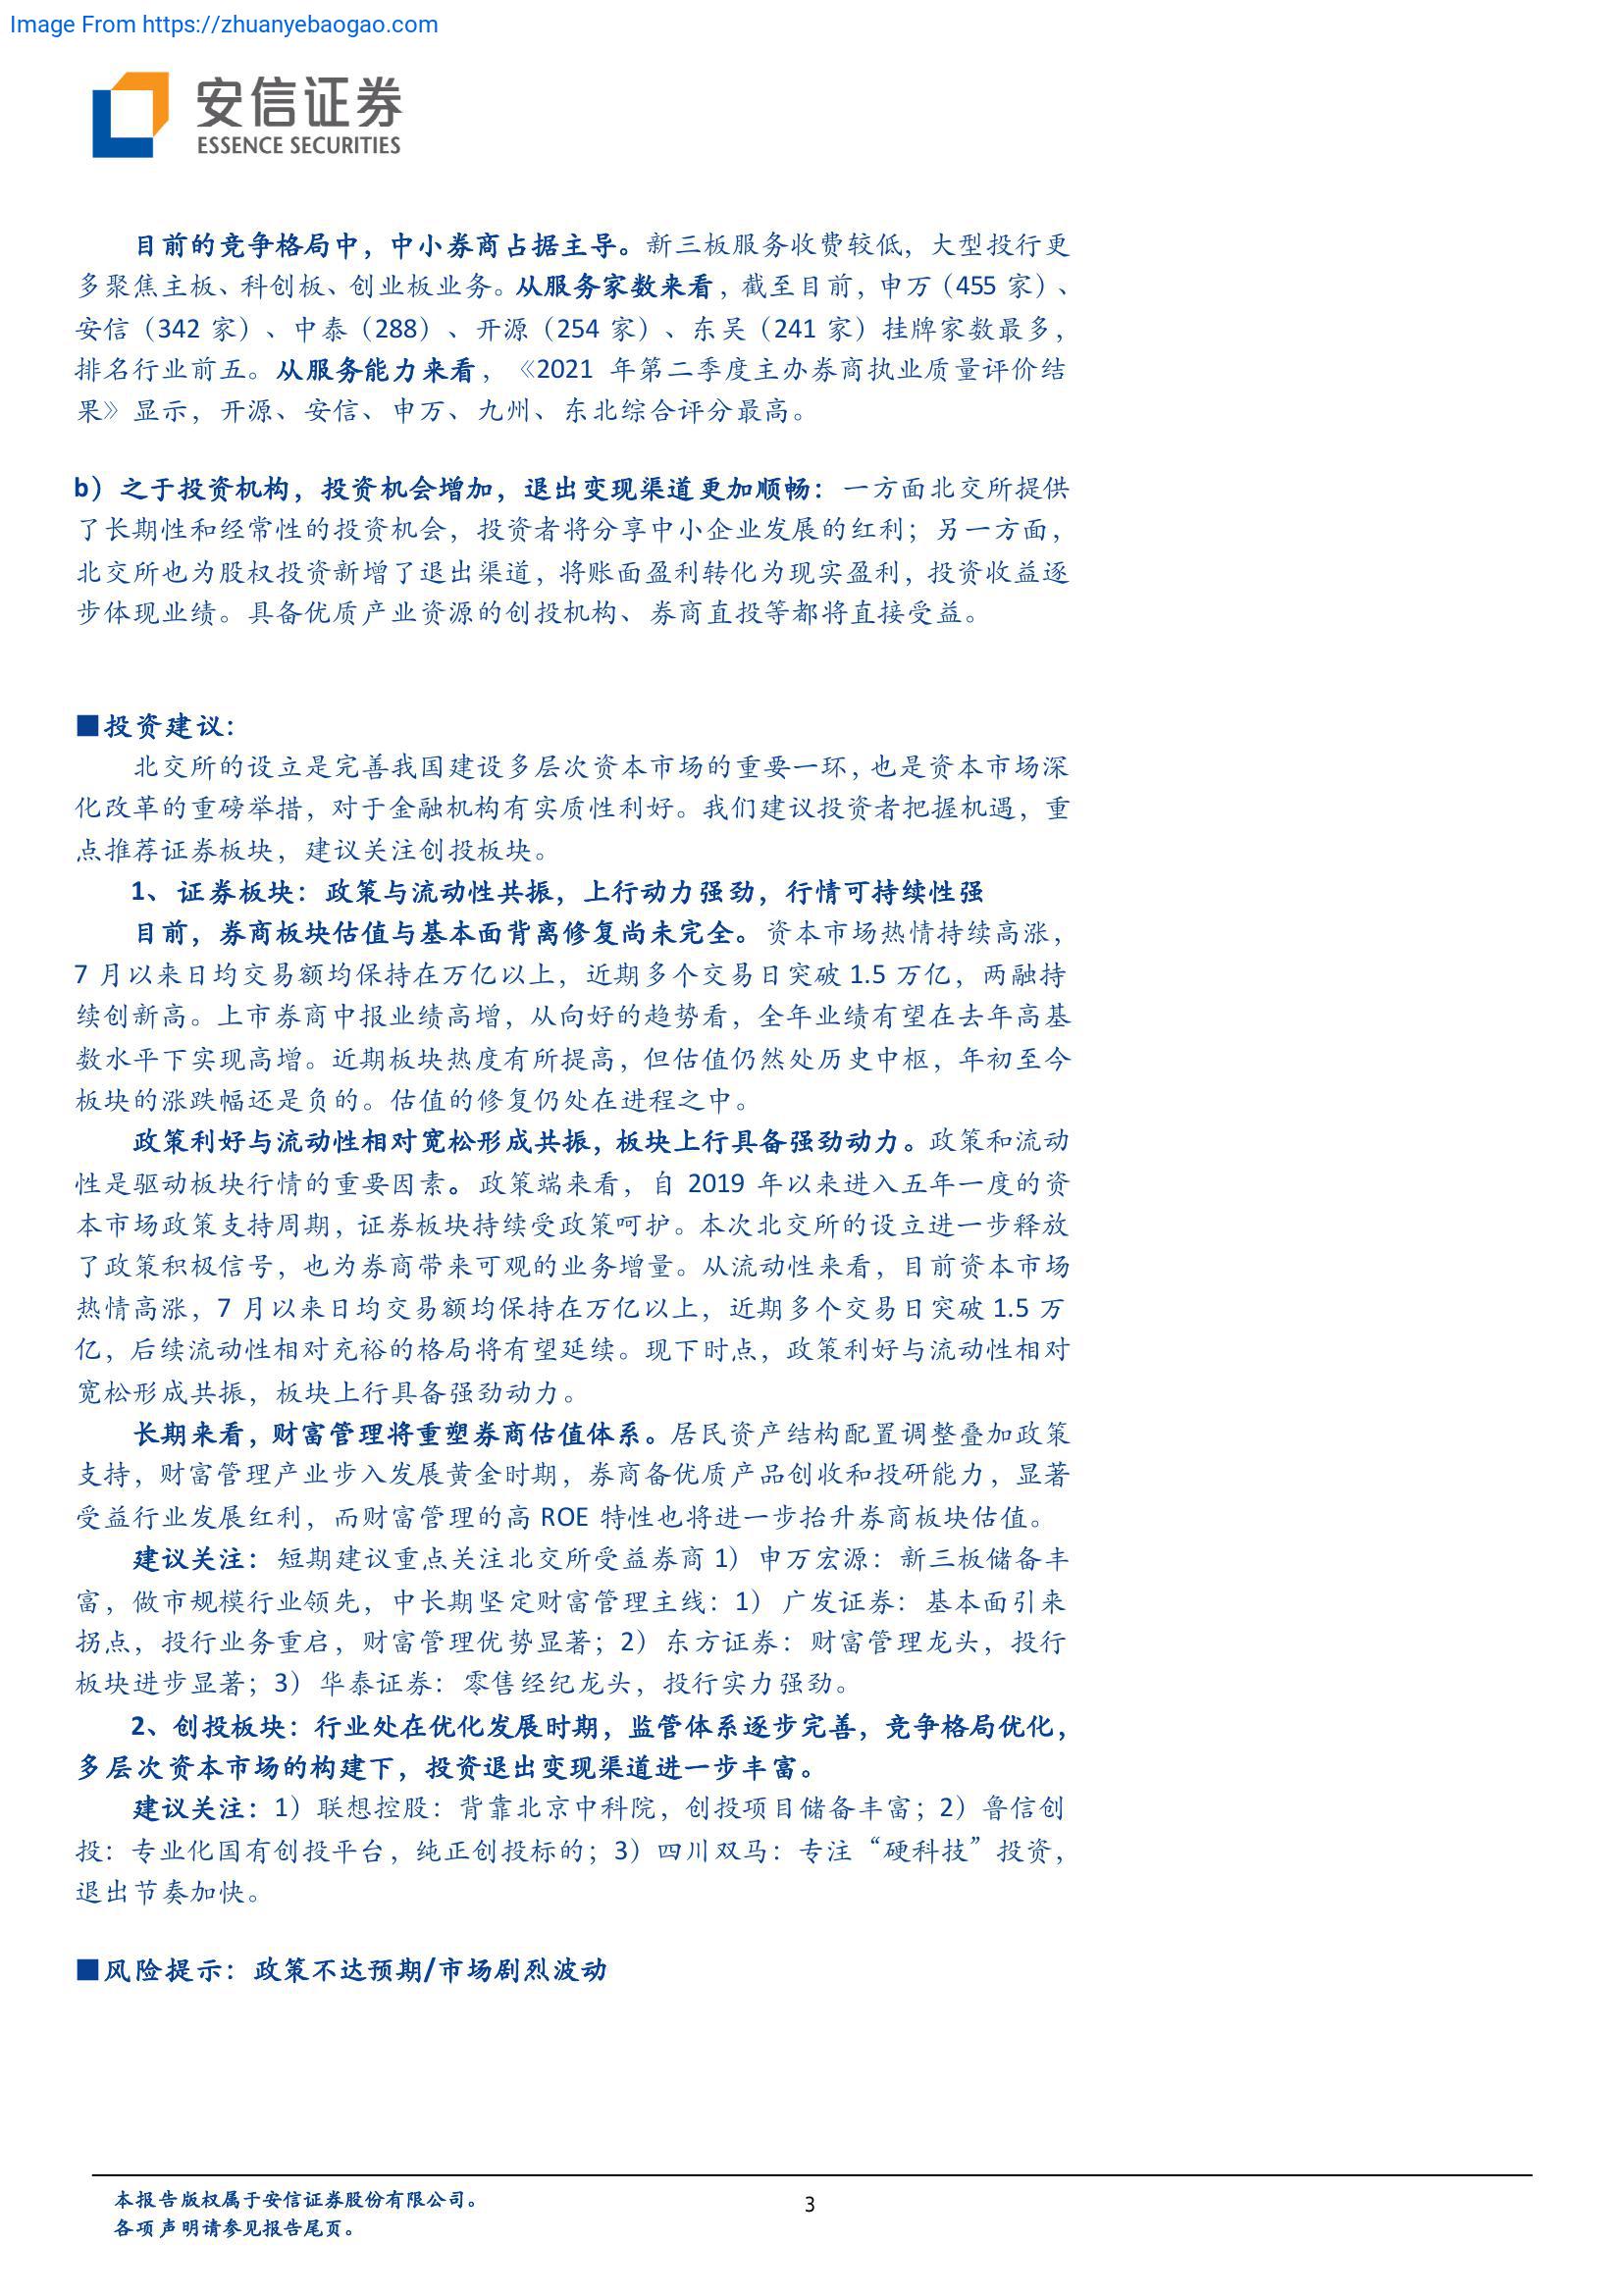 Image From https://zhuanyebaogao.com
安信证券
ESSENCE SECURITIES
目前的竞争格局中，中小券商占据主导。新三板服务收费较低，大型投行更
多聚焦主板、科创板、创业板业务。从服务家数来看，截至目前，申万（455 家）、
安信（342 家）、中泰（288）、开源（254 家）、东吴（241 家）挂牌家数最多，
排名行业前五。从服务能力来看，《2021 年第二季度主办券商执业质量评价结
果》显示，开源、安信、申万、九州、东北综合评分最高。
b）之于投资机构，投资机会增加，退出变现渠道更加顺畅：一方面北交所提供
了长期性和经常性的投资机会，投资者将分享中小企业发展的红利；另一方面，
北交所也为股权投资新增了退出渠道，将账面盈利转化为现实盈利，投资收益逐
步体现业绩。具备优质产业资源的创投机构、券商直投等都将直接受益。
■投资建议：
北交所的设立是完善我国建设多层次资本市场的重要一环，也是资本市场深
化改革的重磅举措，对于金融机构有实质性利好。我们建议投资者把握机遇，重
点推荐证券板块，建议关注创投板块。
1、证券板块：政策与流动性共振，上行动力强劲，行情可持续性强
目前，券商板块估值与基本面背离修复尚未完全。资本市场热情持续高涨，
7 月以来日均交易额均保持在万亿以上，近期多个交易日突破 1.5 万亿，两融持
续创新高。上市券商中报业绩高增，从向好的趋势看，全年业绩有望在去年高基
数水平下实现高增。近期板块热度有所提高，但估值仍然处历史中枢，年初至今
板块的涨跌幅还是负的。估值的修复仍处在进程之中。
政策利好与流动性相对宽松形成共振，板块上行具备强劲动力。政策和流动
性是驱动板块行情的重要因素。政策端来看，自 2019 年以来进入五年一度的资
本市场政策支持周期，证券板块持续受政策呵护。本次北交所的设立进一步释放
了政策积极信号，也为券商带来可观的业务增量。从流动性来看，目前资本市场
热情高涨，7 月以来日均交易额均保持在万亿以上，近期多个交易日突破 1.5 万
亿，后续流动性相对充裕的格局将有望延续。现下时点，政策利好与流动性相对
宽松形成共振，板块上行具备强劲动力。
长期来看，财富管理将重塑券商估值体系。居民资产结构配置调整叠加政策
支持，财富管理产业步入发展黄金时期，券商备优质产品创收和投研能力，显著
受益行业发展红利，而财富管理的高 ROE 特性也将进一步抬升券商板块估值。
建议关注：短期建议重点关注北交所受益券商 1）申万宏源：新三板储备丰
富，做市规模行业领先，中长期坚定财富管理主线：1）广发证券：基本面引来
拐点，投行业务重启，财富管理优势显著；2）东方证券：财富管理龙头，投行
板块进步显著；3）华泰证券：零售经纪龙头，投行实力强劲。
2、创投板块：行业处在优化发展时期，监管体系逐步完善，竞争格局优化，
多层次资本市场的构建下，投资退出变现渠道进一步丰富。
建议关注：1）联想控股：背靠北京中科院，创投项目储备丰富；2）鲁信创
投：专业化国有创投平台，纯正创投标的；3）四川双马：专注“硬科技”投资，
退出节奏加快。
■风险提示：政策不达预期/市场剧烈波动
本报告版权属于安信证券股份有限公司。
各项声明请参见报告尾页。
3